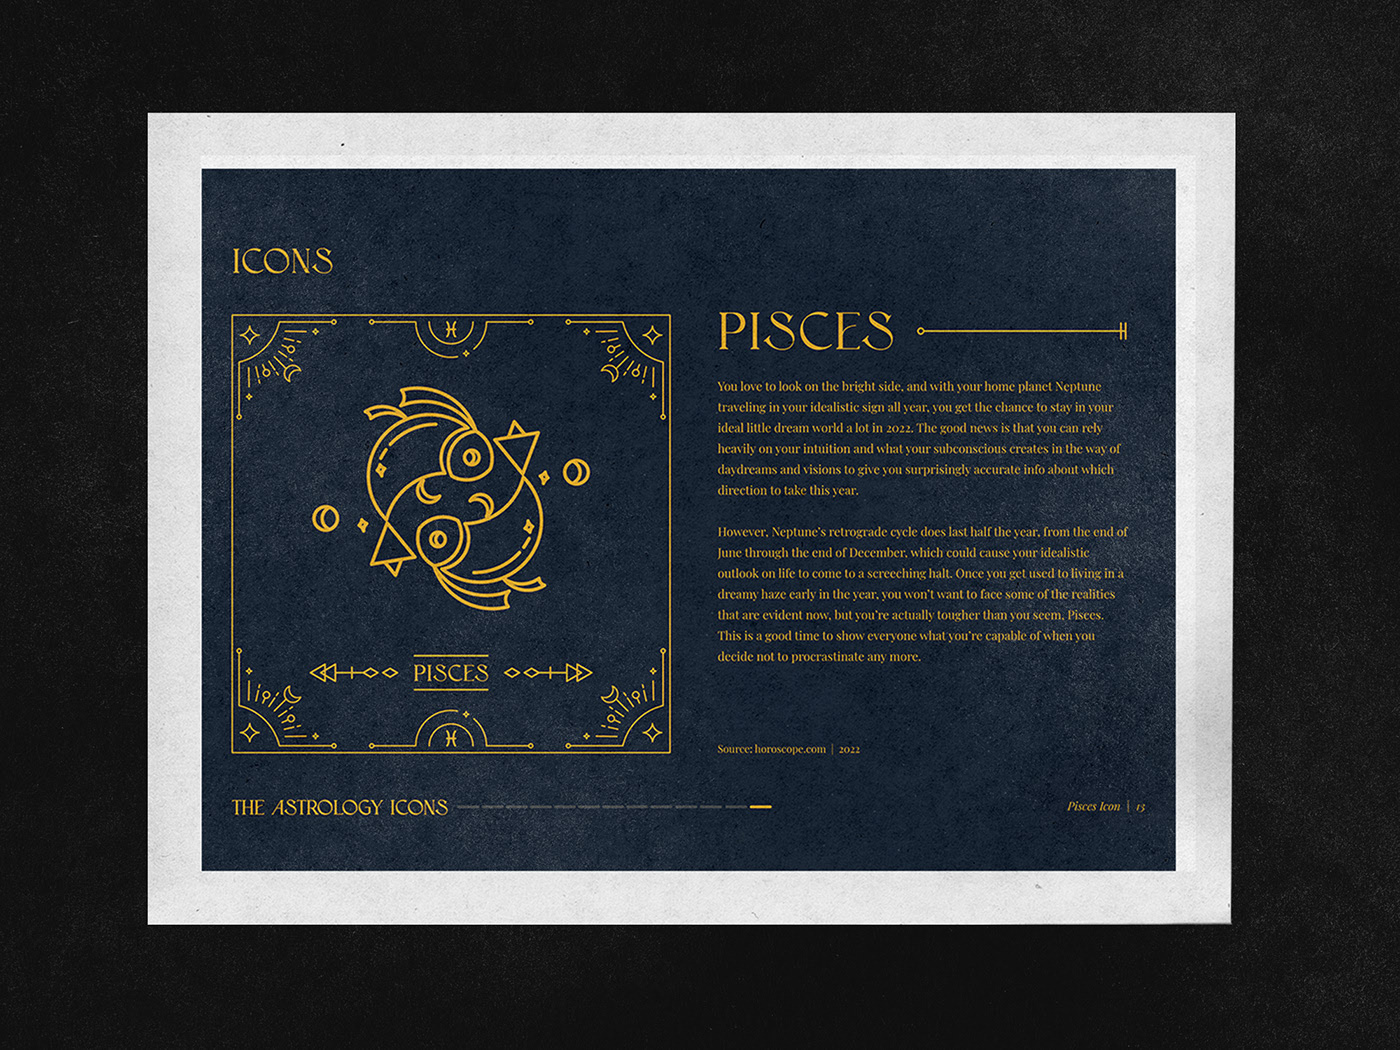 ICONS
PISCES
PISCES
You love to look on the bright side, and with your home planet Neptune
traveling in your idealistic sign all year, you get the chance to stay in your
ideal little dream world a lot in 2022. The good news is that you can rely
heavily on your intuition and what your subconscious creates in the way of
daydreams and visions to give you surprisingly accurate info about which
direction to take this year.
However, Neptune's retrograde cycle does last half the year, from the end of
June through the end of December, which could cause your idealistic
outlook on life to come to a screeching halt. Once you get used to living in a
dreamy haze early in the year, you won't want to face some of the realities
that are evident now, but you're actually tougher than you seem, Pisces.
This is a good time to show everyone what you're capable of when you
decide not to procrastinate any more.
Source: horoscope.com | 2022
THE ASTROLOGY ICONS
Pisces Icon | 15